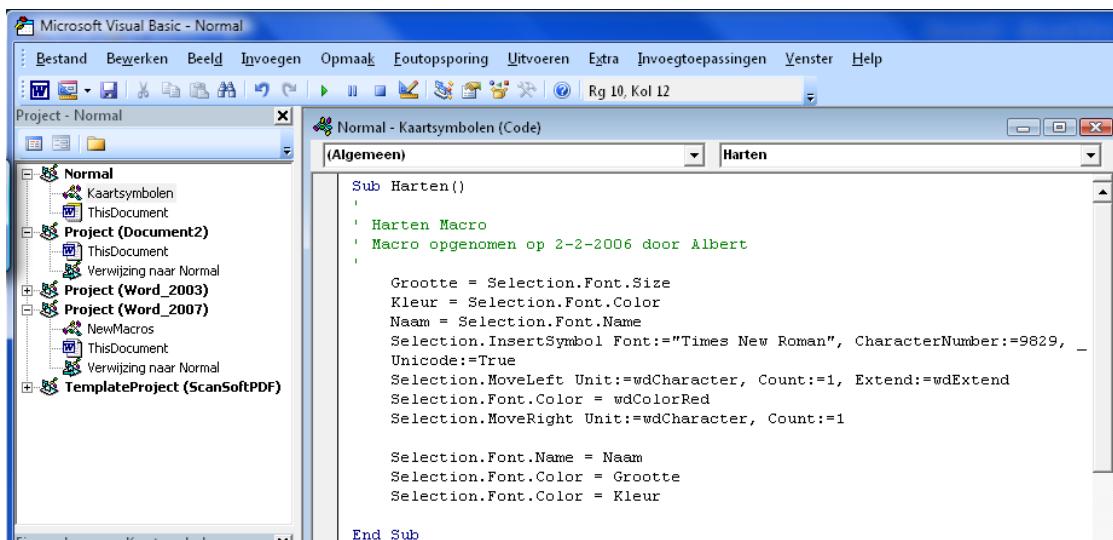 Microsoft Visual Basic - Normal
Bestand Bewerken Beeld Invoegen Opmaak Foutopsporing Uitvoeren Extra Invoegtoepassingen Venster Help
Rg 10, Kol 12
Project - Normal
Normal
Kaartsymbolen
ThisDocument
Project (Document2)
ThisDocument
Verwijzing naar Normal
Project (Word_2003)
Project (Word_2007)
NewMacros
ThisDocument
Verwijzing naar Normal
TemplateProject (ScanSoftPDF)
Normal - Kaartsymbolen (Code)
(Algemeen) Harten
Sub Harten()
'
' Harten Macro
' Macro opgenomen op 2-2-2006 door Albert
'
Grootte = Selection.Font.Size
Kleur = Selection.Font.Color
Naam = Selection.Font.Name
Selection.InsertSymbol Font:="Times New Roman", CharacterNumber:=9829, _
Unicode:=True
Selection.MoveLeft Unit:=wdCharacter, Count:=1, Extend:=wdExtend
Selection.Font.Color = wdColorRed
Selection.MoveRight Unit:=wdCharacter, Count:=1
Selection.Font.Name = Naam
Selection.Font.Color = Grootte
Selection.Font.Color = Kleur
End Sub